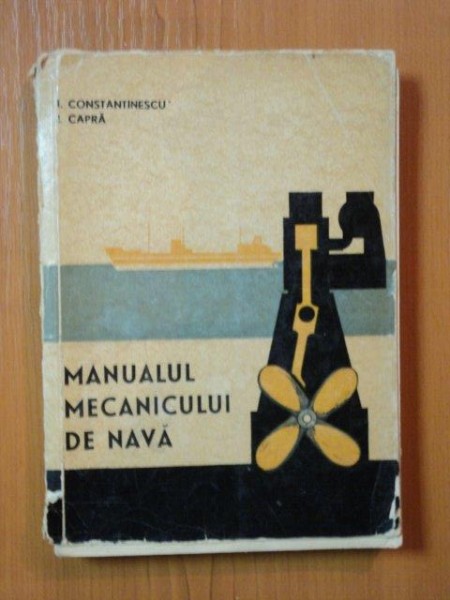 I. CONSTANTINESCU
I. CAPRĂ
MANUALUL
MECANICULUI
DE NAVĂ